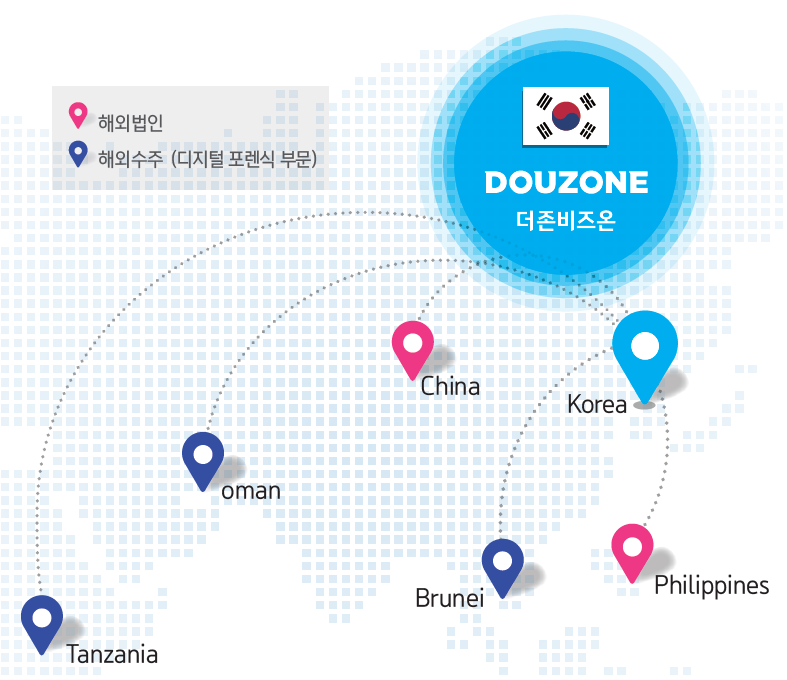 해외법인
해외수주 (디지털 포렌식 부문)
DOUZONE
더존비즈온
China
Korea
oman
Brunei
Philippines
Tanzania